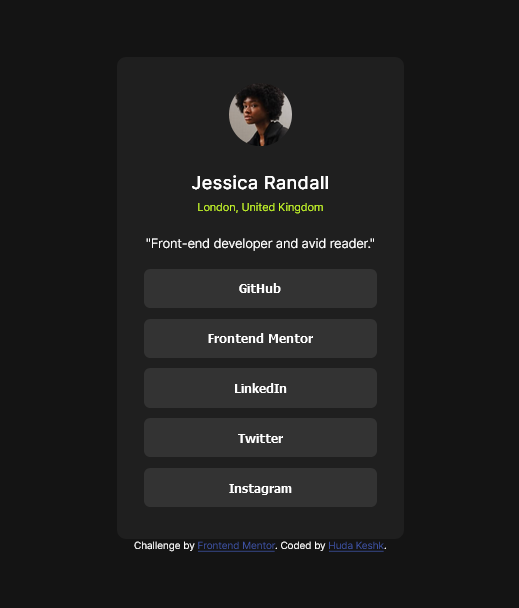 Jessica Randall
London, United Kingdom
"Front-end developer and avid reader."
GitHub
Frontend Mentor
LinkedIn
Twitter
Instagram
Challenge by Frontend Mentor. Coded by Huda Keshk.